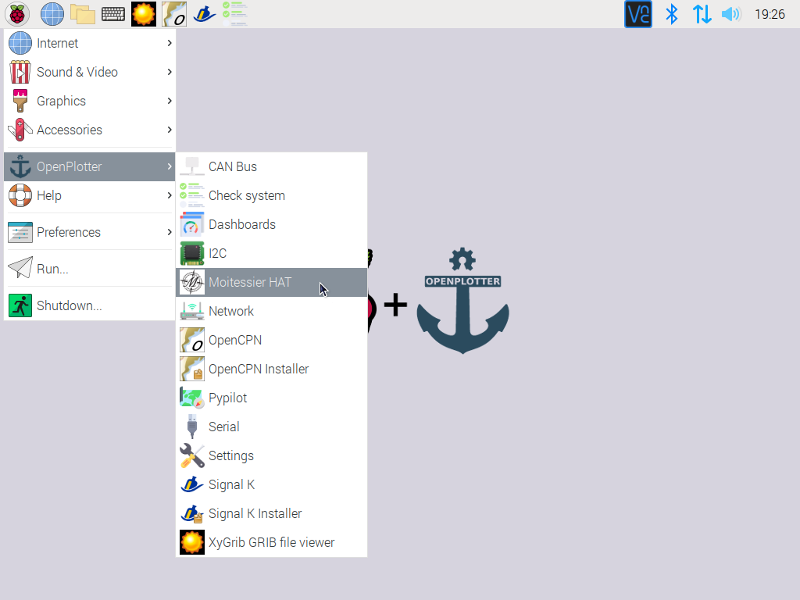 19:26
Internet
Sound & Video
Graphics
Accessories
OpenPlotter
Help
Preferences
Run...
Shutdown...
CAN Bus
Check system
Dashboards
I2C
Moitessier HAT
Network
OpenCPN
OpenCPN Installer
Pypilot
Serial
Settings
Signal K
Signal K Installer
XyGrib GRIB file viewer
+
OPENPLOTTER